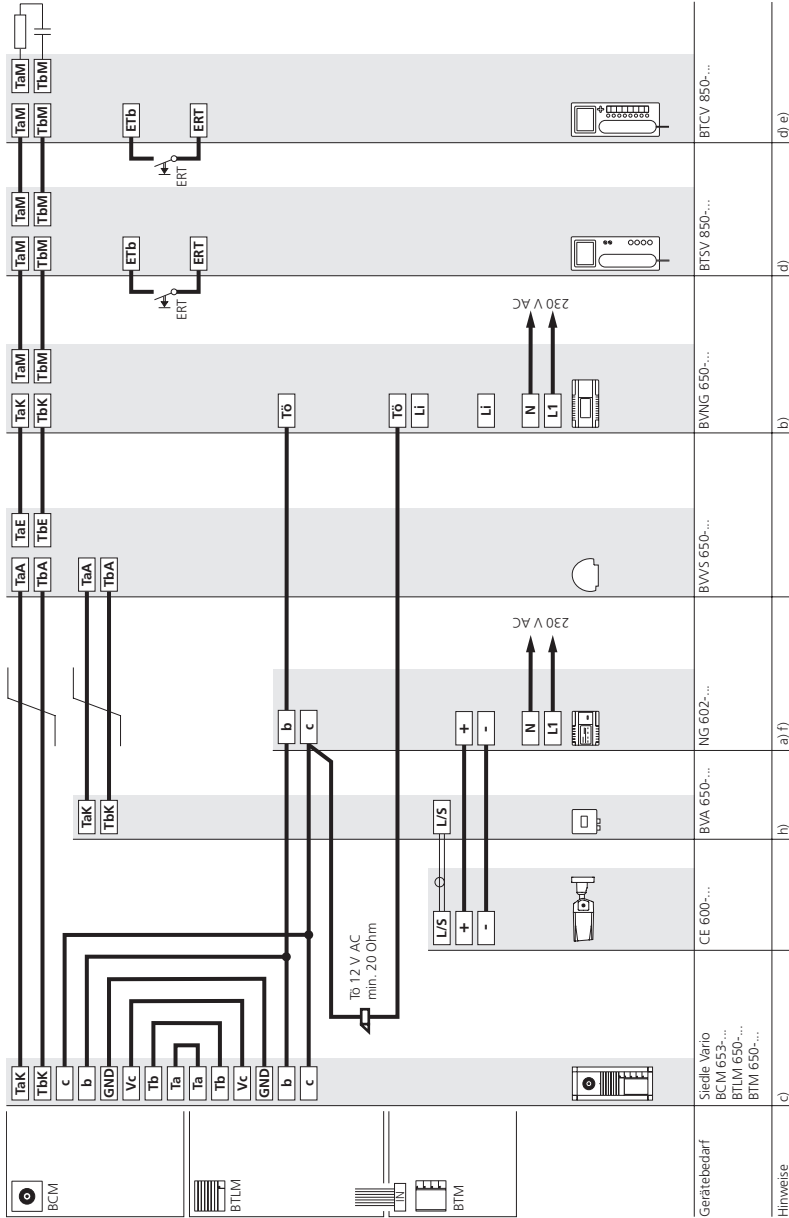 TaK TaA TaE TaK TaM TaM TaM TaM TaM
TbK TbA TbE TbK TbM TbM TbM TbM TbM
BCM
c
b TaK TaA
GND TbK TbA
Vc ETb ETb
Tb
Ta ERT ERT
Ta ERT ERT
Tb
BTLM
Vc
GND
b b Tö
c c
Tö 12 V AC
min. 20 Ohm
Tö
IN
Li
L/S L/S
BTM
+ +
- - Li
N N
L1 L1
230 V AC 230 V AC
Gerätebedarf
Siedle Vario
BCM 653-...
BTLM 650-...
BTM 650-...
CE 600-...
BVA 650-...
NG 602-...
BVVS 650-...
BVNG 650-...
BTSV 850-...
BTCV 850-...
Hinweise
c)
h)
a) f)
b)
d)
d) e)